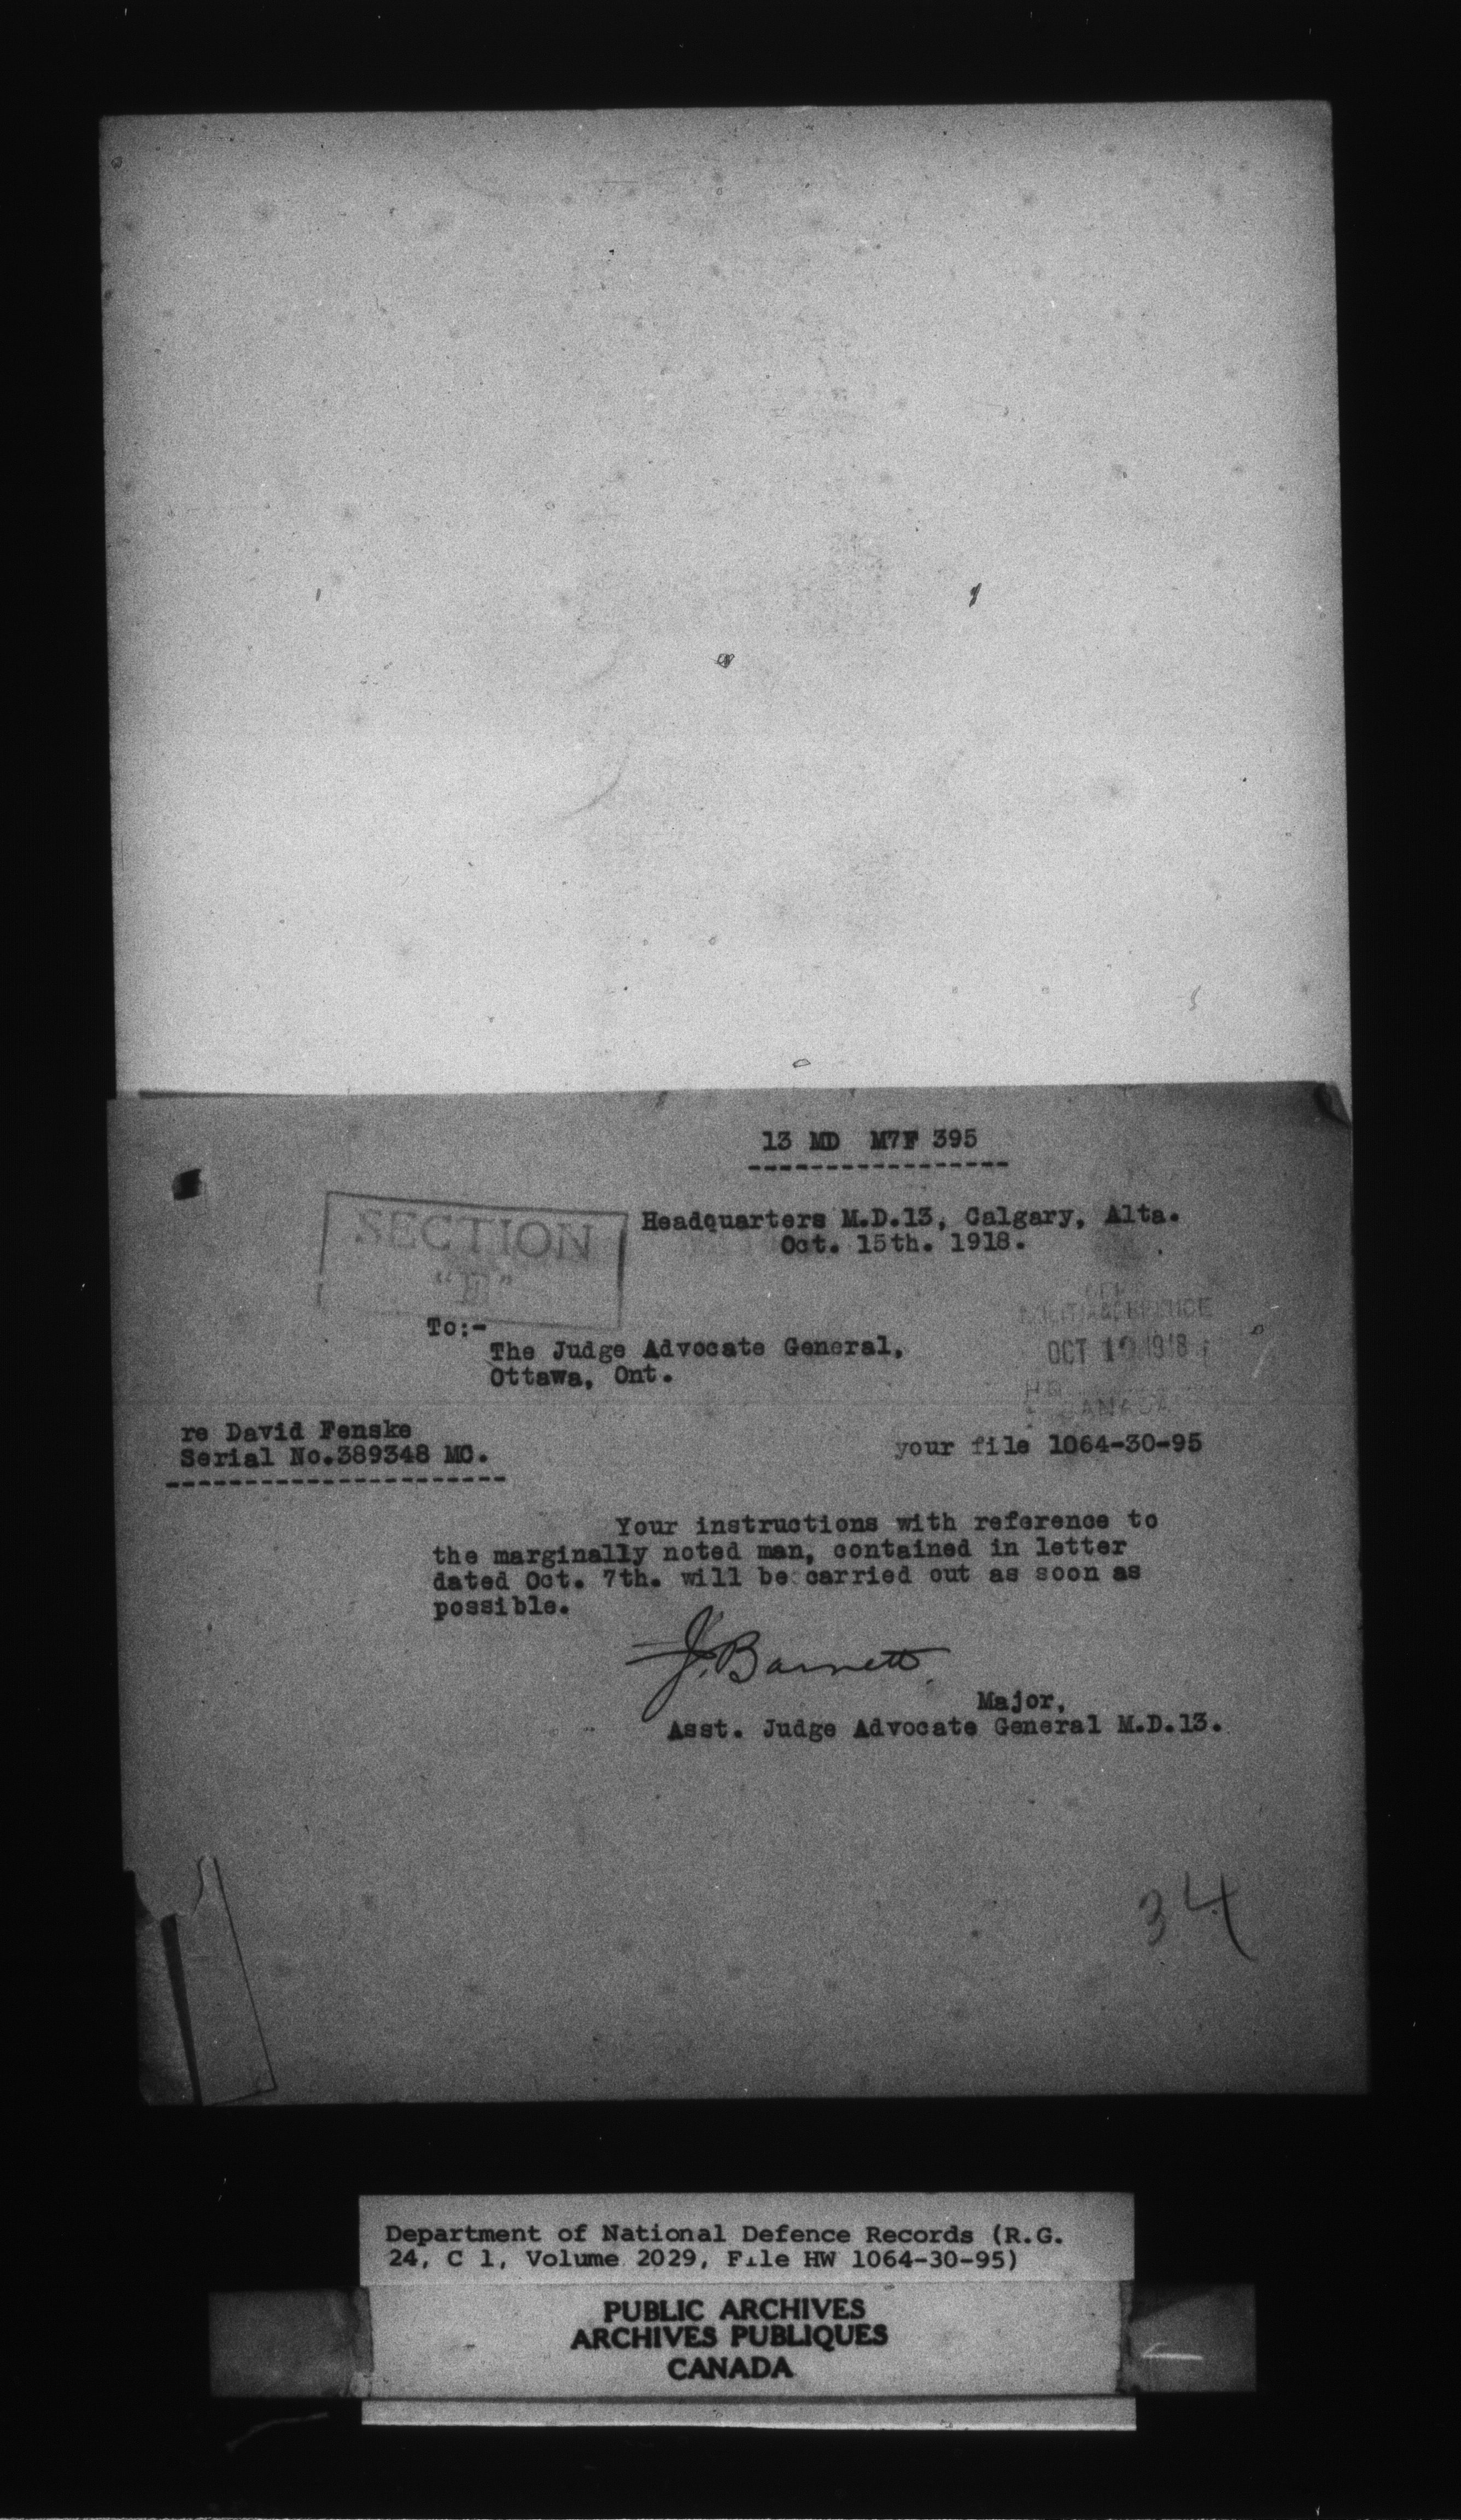 13 MD M7F 395
Headquarters M.D.13, Calgary, Alta.
Oct. 15th. 1918.
SECTION
To:-
The Judge Advocate General,
Ottawa, Ont.
OCT 19 1918
CANADA
re David Fenske
Serial No.389348 MC.
your file 1064-30-95
Your instructions with reference to
the marginally noted man, contained in letter
dated Oct. 7th. will be carried out as soon as
possible.
J. Barnett
Major,
Asst. Judge Advocate General M.D.13.
34
Department of National Defence Records (R.G.
24, C 1, Volume 2029, File HW 1064-30-95)
PUBLIC ARCHIVES
ARCHIVES PUBLIQUES
CANADA